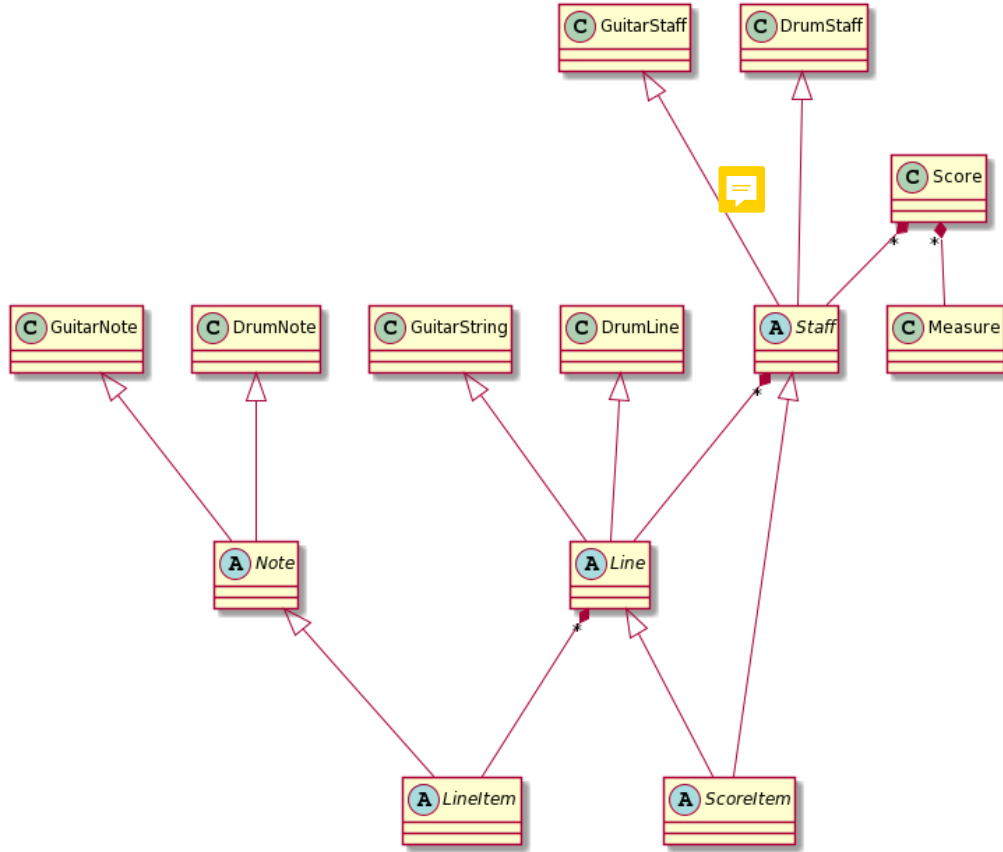 C GuitarStaff
C DrumStaff
C Score
*
*
C GuitarNote
C DrumNote
C GuitarString
C DrumLine
A Staff
C Measure
*
A Note
A Line
*
A LineItem
A ScoreItem